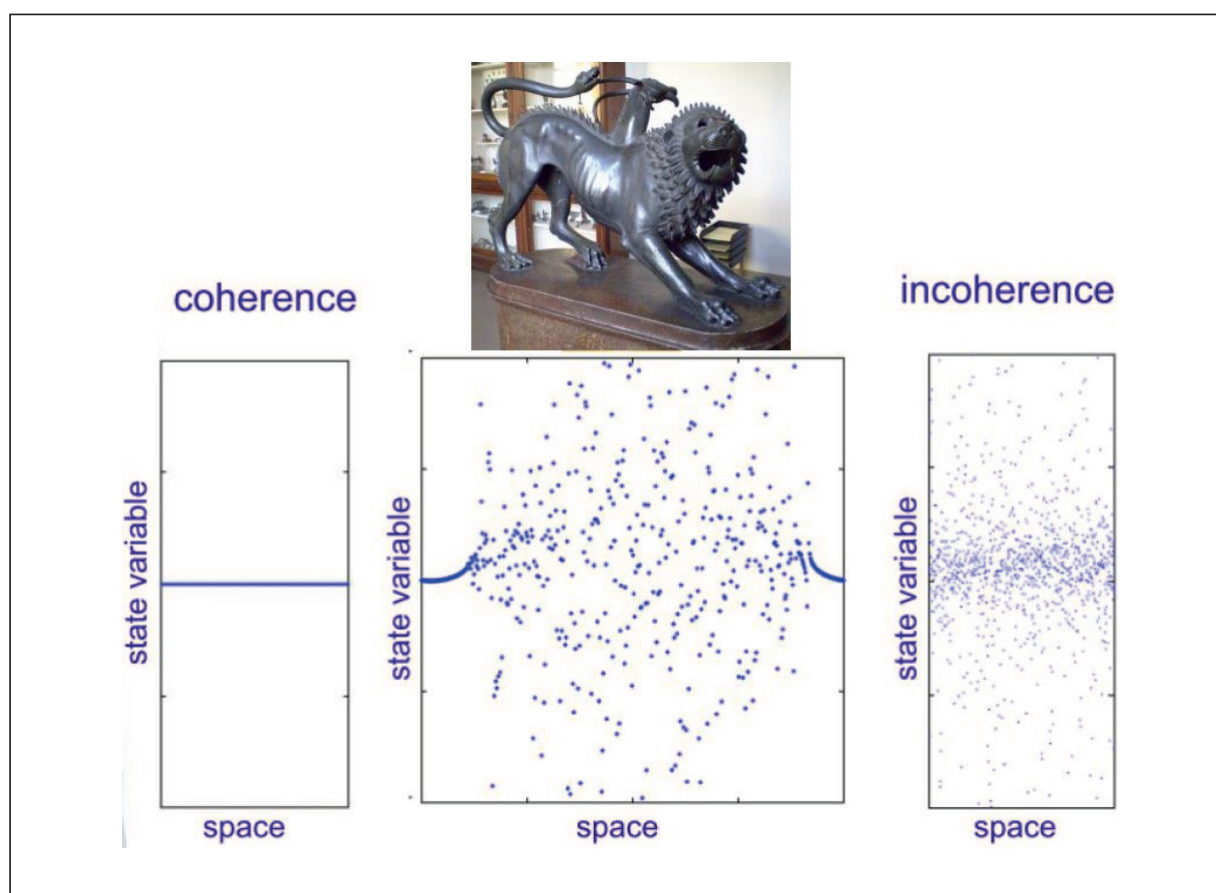 coherence
incoherence
state variable
space
state variable
space
state variable
space